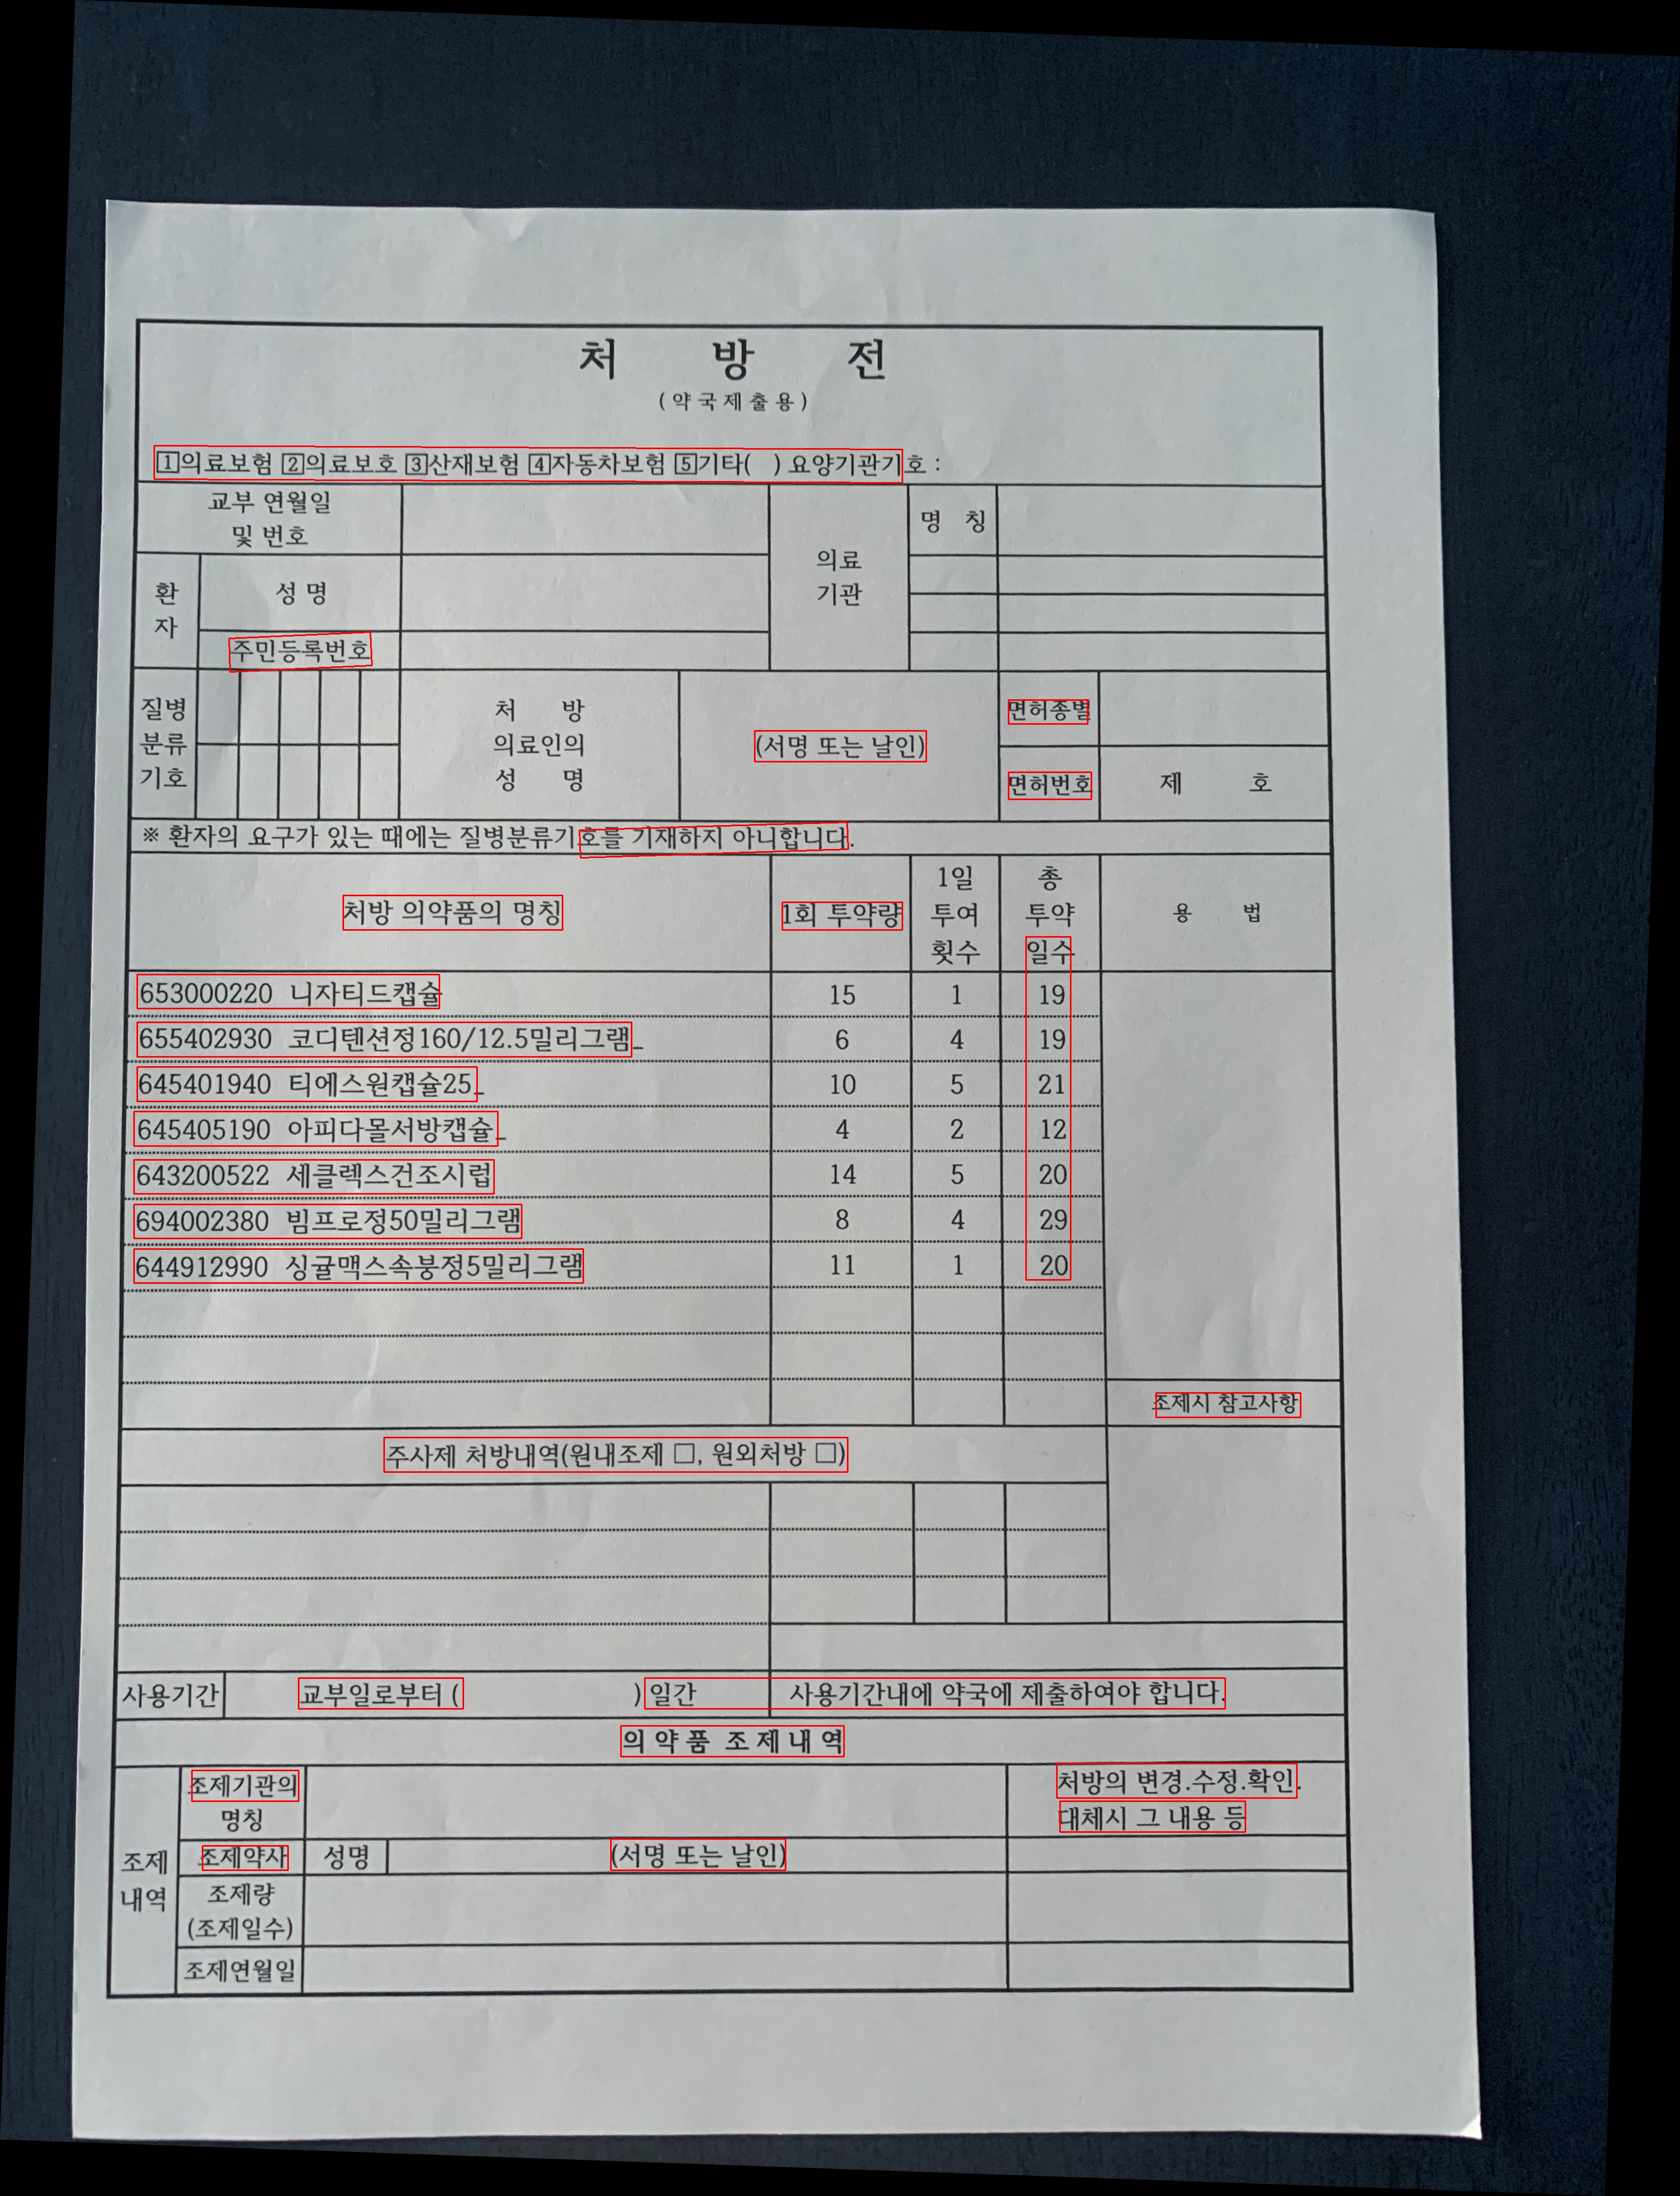 처 방 전
(약국제출용)
1의료보험 2의료보호 3산재보험 4자동차보험 5기타( ) 요양기관기호 :
교부 연월일
및 번호
의료
기관
명 칭
환
자
성 명
주민등록번호
질병
분류
기호
처 방
의료인의
성 명
(서명 또는 날인)
면허종별
면허번호
제 호
※ 환자의 요구가 있는 때에는 질병분류기호를 기재하지 아니합니다.
처방 의약품의 명칭
1회 투약량
1일
투여
횟수
총
투약
일수
용 법
653000220 니자티드캡슐 15 1 19
655402930 코디텐션정160/12.5밀리그램_ 6 4 19
645401940 티에스원캡슐25_ 10 5 21
645405190 아피다몰서방캡슐_ 4 2 12
643200522 세클렉스건조시럽 14 5 20
694002380 빔프로정50밀리그램 8 4 29
644912990 싱귤맥스속붕정5밀리그램 11 1 20
조제시 참고사항
주사제 처방내역(원내조제 □, 원외처방 □)
사용기간 교부일로부터 ( ) 일간 사용기간내에 약국에 제출하여야 합니다.
의 약 품 조 제 내 역
조제
내역
조제기관의
명칭
처방의 변경.수정.확인.
대체시 그 내용 등
조제약사 성명 (서명 또는 날인)
조제량
(조제일수)
조제연월일